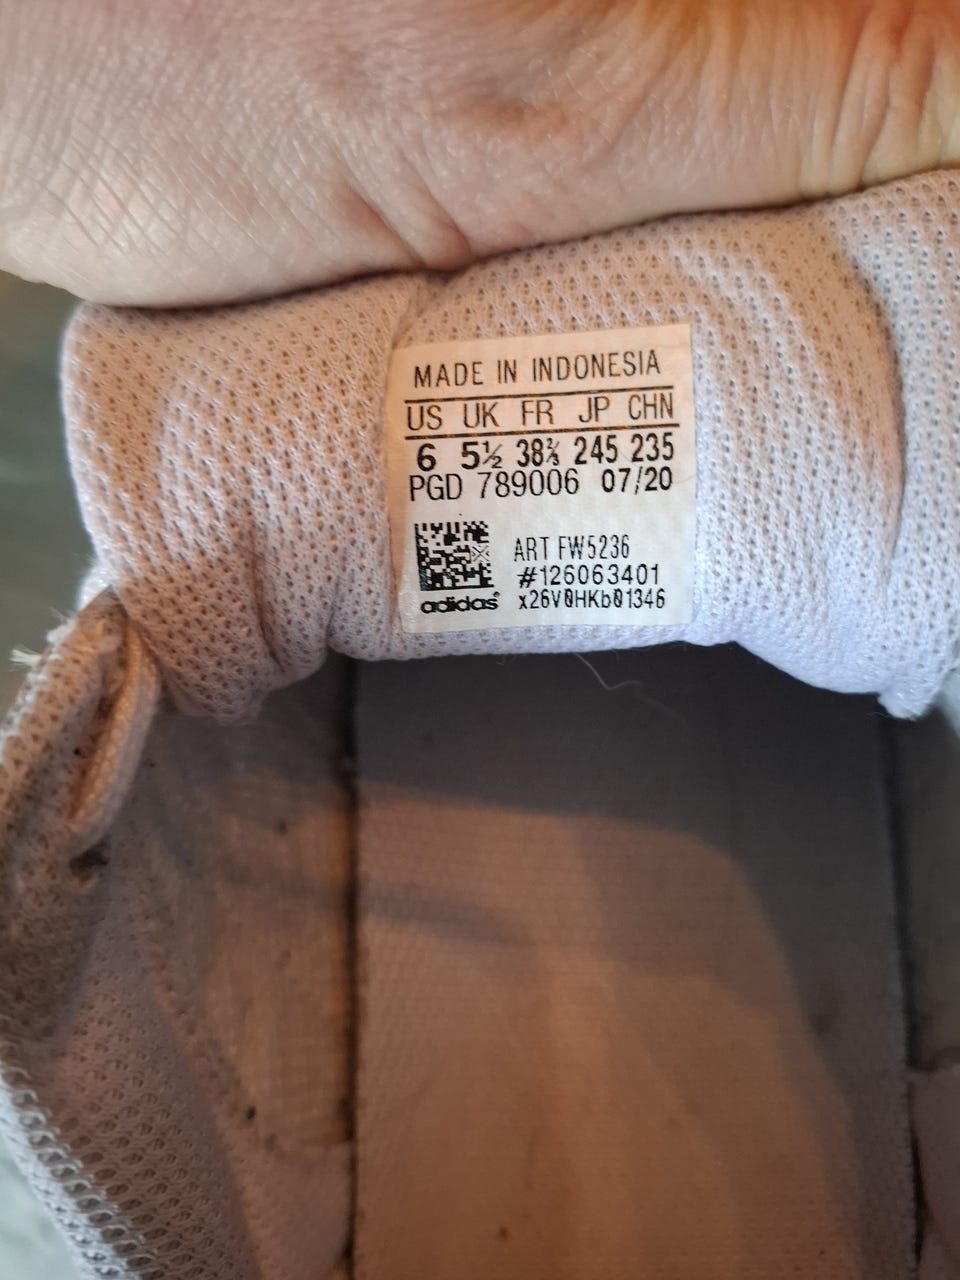 MADE IN INDONESIA
US UK FR JP CHN
6 5½ 38⅔ 245 235
PGD 789006 07/20
ART FW5236
#126063401
adidas® x26V0HKb01346